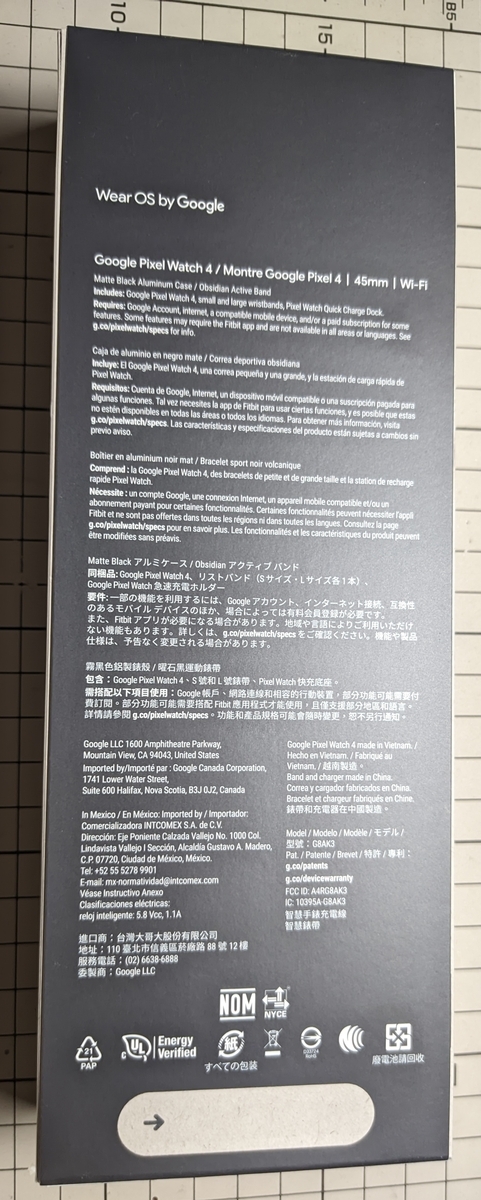 10
15
85
Wear OS by Google
Google Pixel Watch 4 / Montre Google Pixel 4 | 45mm | Wi-Fi
Matte Black Aluminum Case / Obsidian Active Band
Includes: Google Pixel Watch 4, small and large wristbands, Pixel Watch Quick Charge Dock.
Requires: Google Account, internet, a compatible mobile device, and/or a paid subscription for some
features. Some features may require the Fitbit app and are not available in all areas or languages. See
g.co/pixelwatch/specs for info.
Caja de aluminio en negro mate / Correa deportiva obsidiana
Incluye: El Google Pixel Watch 4, una correa pequeña y una grande, y la estación de carga rápida de
Pixel Watch.
Requisitos: Cuenta de Google, Internet, un dispositivo móvil compatible o una suscripción pagada para
algunas funciones. Tal vez necesites la app de Fitbit para usar ciertas funciones, y es posible que estas
no estén disponibles en todas las áreas o todos los idiomas. Para obtener más información, visita
g.co/pixelwatch/specs. Las características y especificaciones del producto están sujetas a cambios sin
previo aviso.
Boîtier en aluminium noir mat / Bracelet sport noir volcanique
Comprend : la Google Pixel Watch 4, des bracelets de petite et de grande taille et la station de recharge
rapide Pixel Watch.
Nécessite : un compte Google, une connexion Internet, un appareil mobile compatible et/ou un
abonnement payant pour certaines fonctionnalités. Certaines fonctionnalités peuvent nécessiter l'appli
Fitbit et ne sont pas offertes dans toutes les régions ni dans toutes les langues. Consultez la page
g.co/pixelwatch/specs pour en savoir plus. Les fonctionnalités et les caractéristiques du produit peuvent
être modifiées sans préavis.
Matte Black アルミケース / Obsidian アクティブ バンド
同梱品: Google Pixel Watch 4、リストバンド（S サイズ・L サイズ各 1 本）、
Google Pixel Watch 急速充電ホルダー
要件: 一部の機能を利用するには、Google アカウント、インターネット接続、互換性
のあるモバイル デバイスのほか、場合によっては有料会員登録が必要です。
また、Fitbit アプリが必要になる場合があります。地域や言語によりご利用いただけ
ない機能もあります。詳しくは、g.co/pixelwatch/specs をご確認ください。機能や製品
仕様は、予告なく変更される場合があります。
霧黑色鋁製錶殼 / 曜石黑運動錶帶
包含：Google Pixel Watch 4、S 號和 L 號錶帶、Pixel Watch 快充底座。
需搭配以下項目使用：Google 帳戶、網路連線和相容的行動裝置，部分功能可能需要付
費訂閱。部分功能可能需要搭配 Fitbit 應用程式才能使用，且僅支援部分地區和語言。
詳情請參閱 g.co/pixelwatch/specs。功能和產品規格可能會隨時變更，恕不另行通知。
Google LLC 1600 Amphitheatre Parkway,
Mountain View, CA 94043, United States
Imported by/Importé par : Google Canada Corporation,
1741 Lower Water Street,
Suite 600 Halifax, Nova Scotia, B3J 0J2, Canada
In Mexico / En México: Imported by / Importador:
Comercializadora INTCOMEX S.A. de C.V.
Dirección: Eje Poniente Calzada Vallejo No. 1000 Col.
Lindavista Vallejo I Sección, Alcaldía Gustavo A. Madero,
C.P. 07720, Ciudad de México, México.
Tel: +52 55 5278 9901
E-mail: mx-normatividad@intcomex.com
Véase Instructivo Anexo
Clasificaciones eléctricas:
reloj inteligente: 5.8 Vcc, 1.1A
進口商：台灣大哥大股份有限公司
地址：110 臺北市信義區菸廠路 88 號 12 樓
服務電話：(02) 6638-6888
委製商：Google LLC
Google Pixel Watch 4 made in Vietnam. /
Hecho en Vietnam. / Fabriqué au
Vietnam. / 越南製造。
Band and charger made in China.
Correa y cargador fabricados en China.
Bracelet et chargeur fabriqués en Chine.
錶帶和充電器在中國製造。
Model / Modelo / Modèle / モデル /
型號：G8AK3
Pat. / Patente / Brevet / 特許 / 專利：
g.co/patents
g.co/devicewarranty
FCC ID: A4RG8AK3
IC: 10395A-G8AK3
智慧手錶充電線
智慧錶帶
NOM
NYCE
21
PAP
c UL
Energy
Verified
紙
すべての包装
D33724
RoHS
廢電池請回收